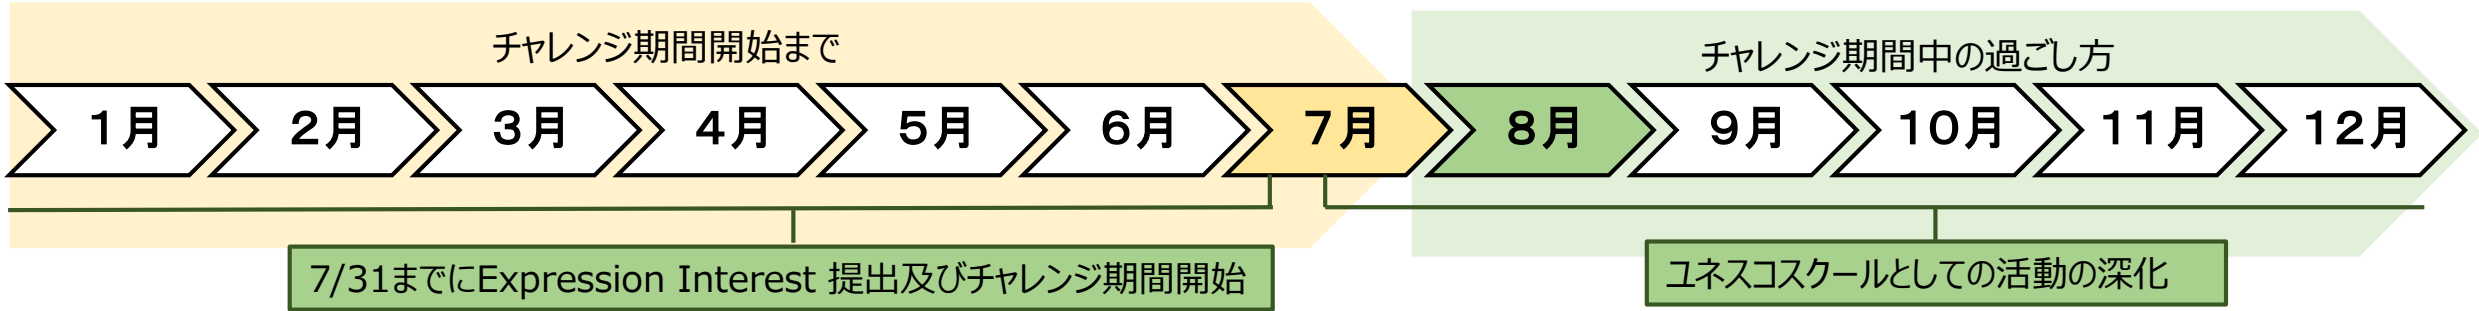 チャレンジ期間開始まで
チャレンジ期間中の過ごし方
1月 2月 3月 4月 5月 6月 7月 8月 9月 10月 11月 12月
7/31までにExpression Interest 提出及びチャレンジ期間開始
ユネスコスクールとしての活動の深化